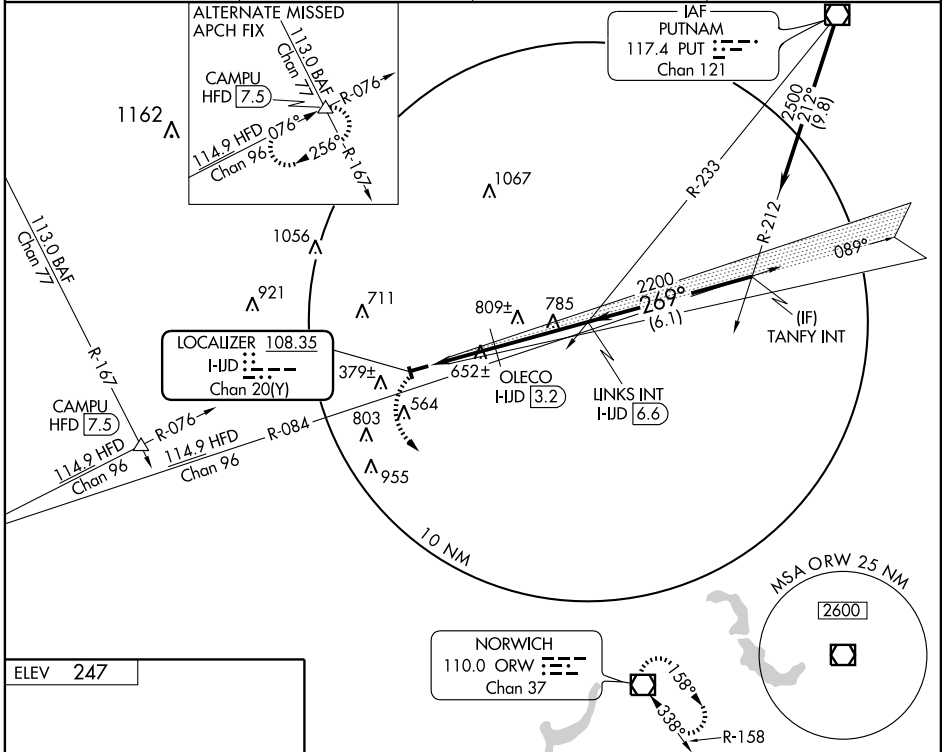 ALTERNATE MISSED
APCH FIX
113.0 BAF
Chan 77
CAMPU
HFD 7.5
R-076
076°
114.9 HFD
Chan 96
256°
R-167
1162
IAF
PUTNAM
117.4 PUT
Chan 121
2500
212°
(9.8)
R-233
R-212
1067
1056
113.0 BAF
Chan 77
921
711
809±
785
2200
269°
(6.1)
089°
(IF)
TANFY INT
LOCALIZER 108.35
I-IJD
Chan 20(Y)
379±
652±
OLECO
I-IJD 3.2
LINKS INT
I-IJD 6.6
R-167
CAMPU
HFD 7.5
R-076
R-084
803
564
114.9 HFD
Chan 96
114.9 HFD
Chan 96
955
10 NM
MSA ORW 25 NM
2600
NORWICH
110.0 ORW
Chan 37
158°
338°
R-158
ELEV 247